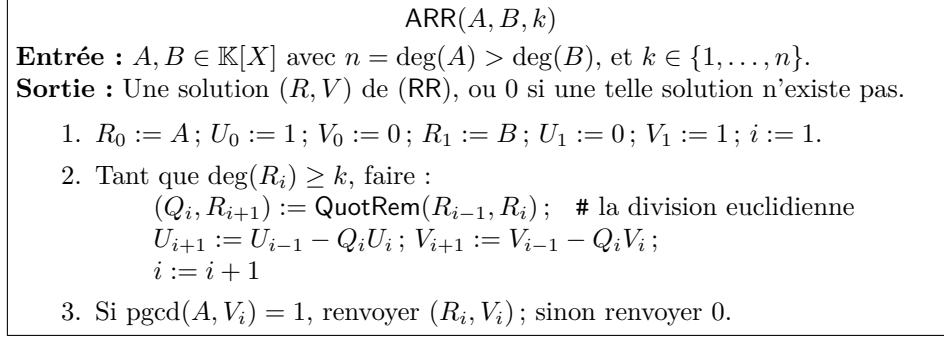 ARR(A, B, k)
Entrée : A, B ∈ 𝕂[X] avec n = deg(A) > deg(B), et k ∈ {1, . . . , n}.
Sortie : Une solution (R, V) de (RR), ou 0 si une telle solution n'existe pas.
1. R₀ := A ; U₀ := 1 ; V₀ := 0 ; R₁ := B ; U₁ := 0 ; V₁ := 1 ; i := 1.
2. Tant que deg(Rᵢ) ≥ k, faire :
(Qᵢ, Rᵢ₊₁) := QuotRem(Rᵢ₋₁, Rᵢ) ; # la division euclidienne
Uᵢ₊₁ := Uᵢ₋₁ − QᵢUᵢ ; Vᵢ₊₁ := Vᵢ₋₁ − QᵢVᵢ ;
i := i + 1
3. Si pgcd(A, Vᵢ) = 1, renvoyer (Rᵢ, Vᵢ) ; sinon renvoyer 0.